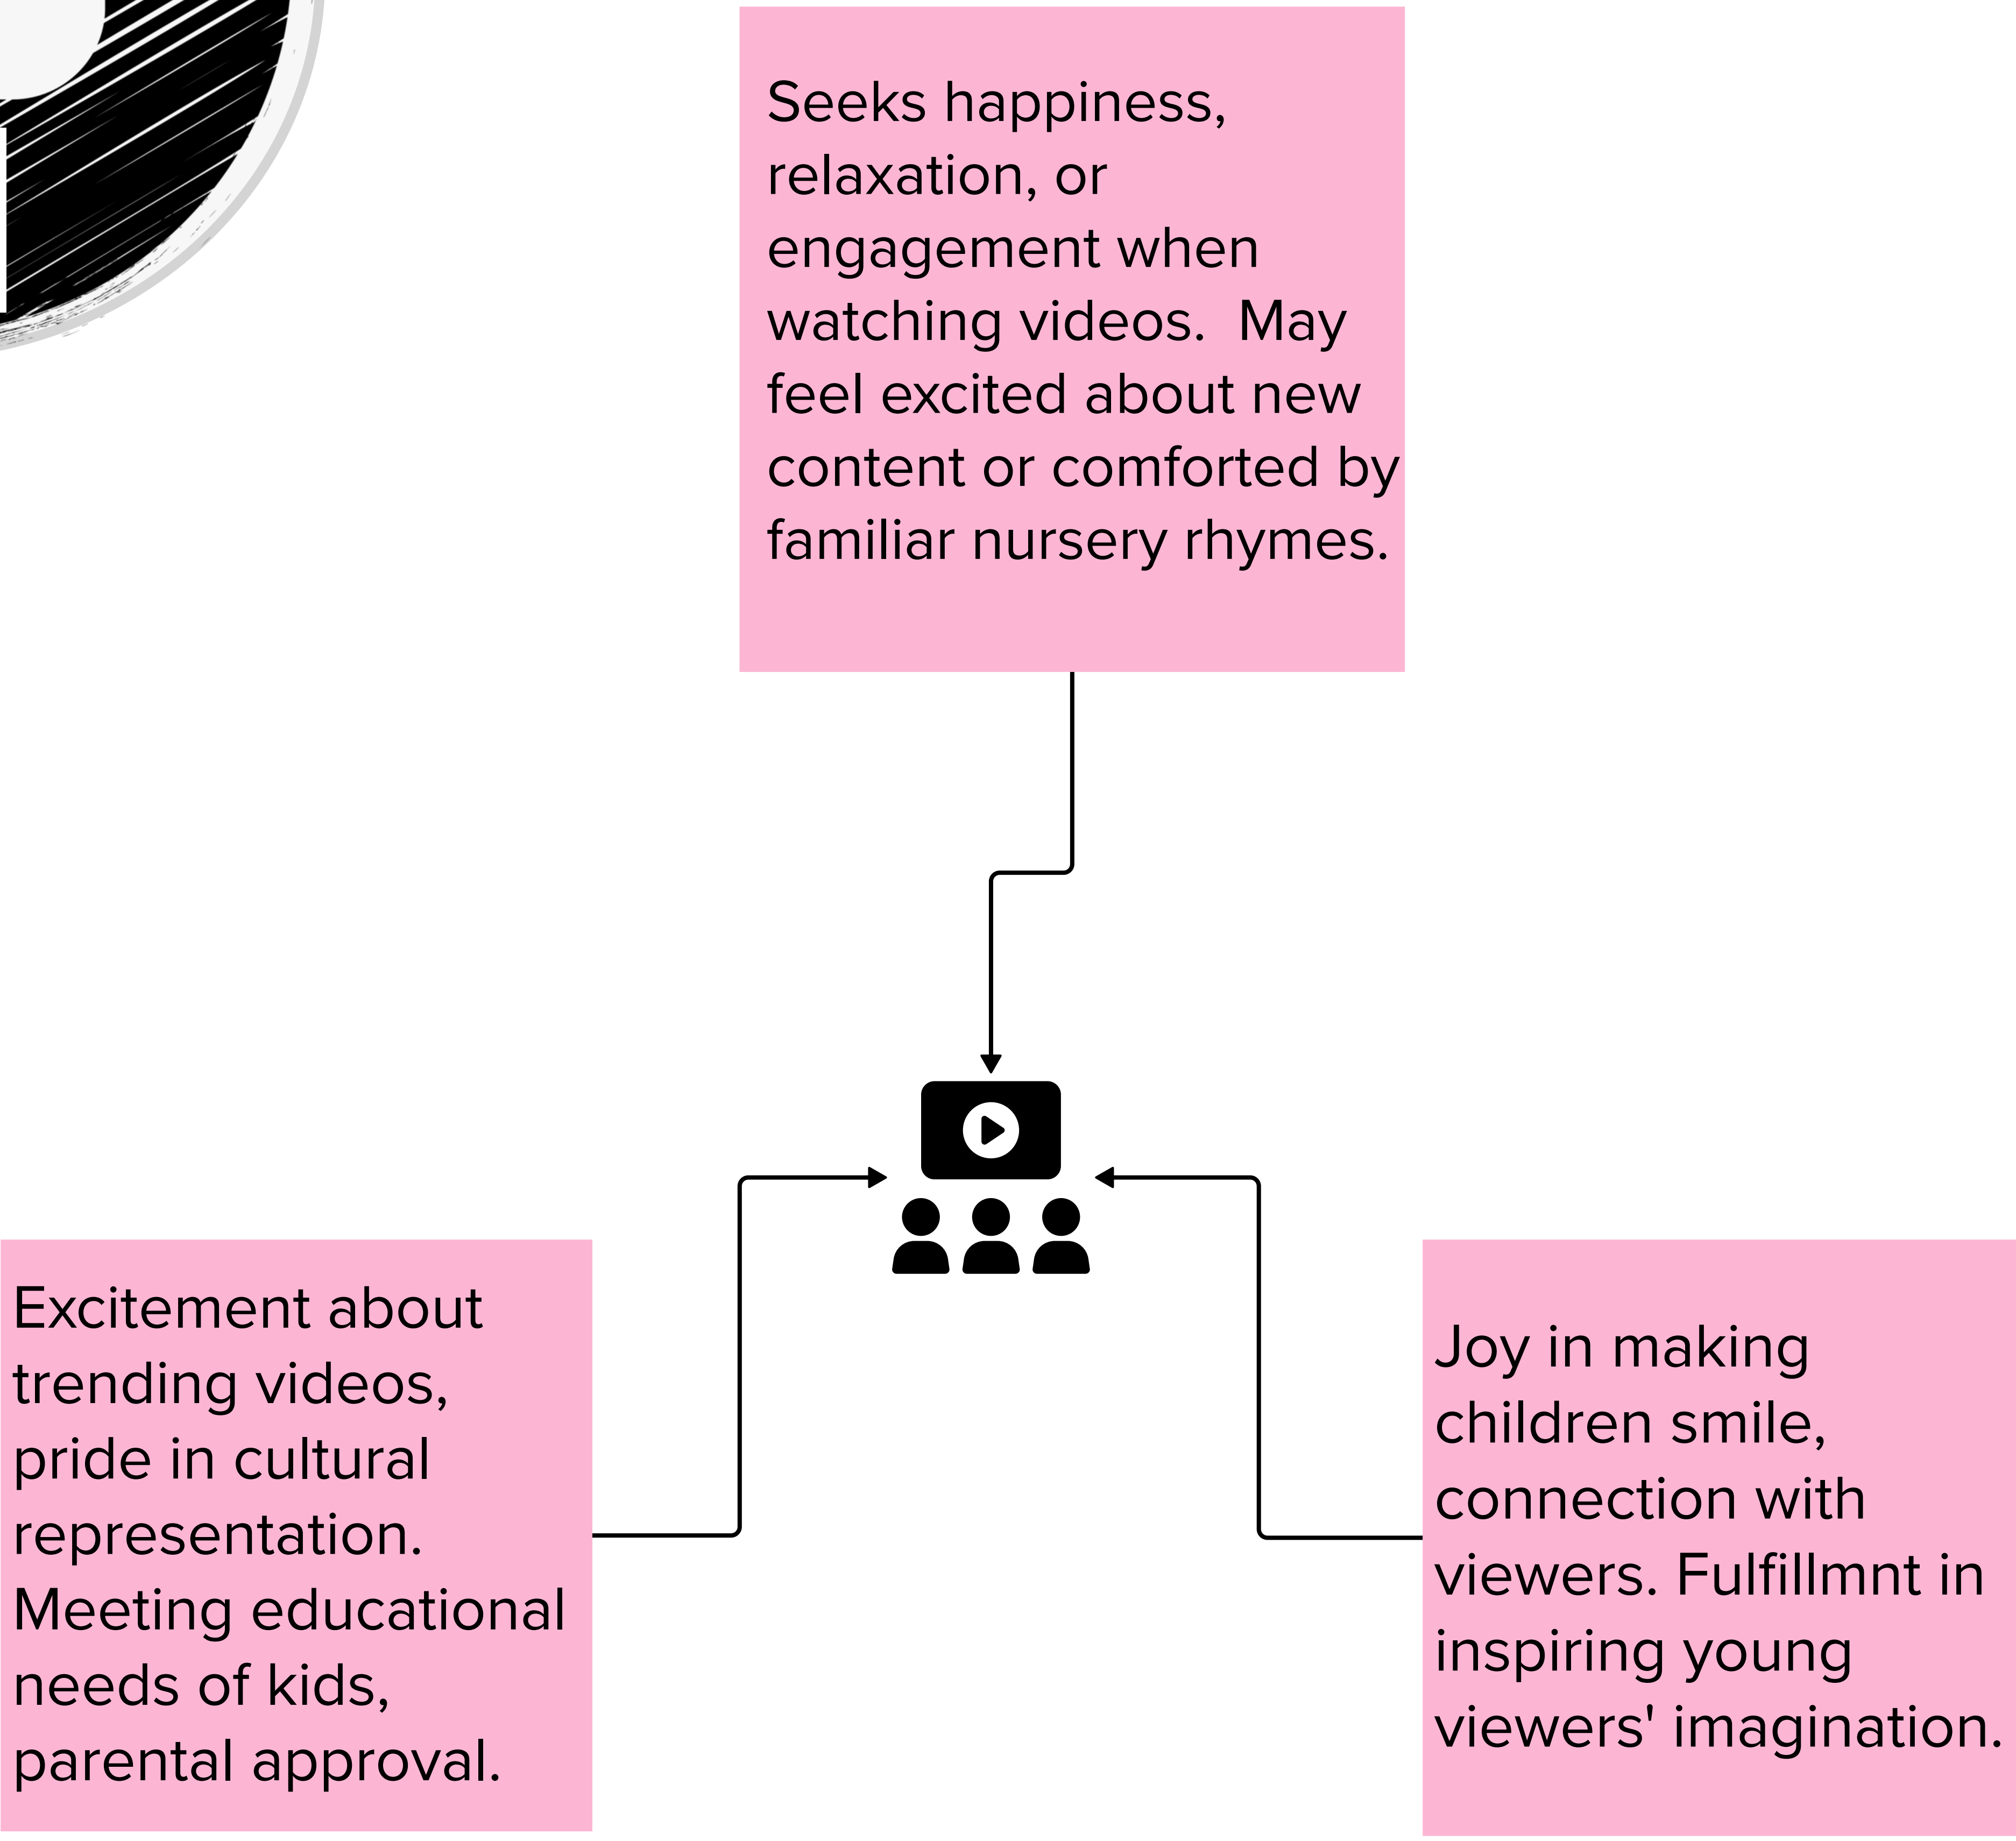 Seeks happiness,
relaxation, or
engagement when
watching videos.  May
feel excited about new
content or comforted by
familiar nursery rhymes.
Excitement about
trending videos,
pride in cultural
representation.
Meeting educational
needs of kids,
parental approval.
Joy in making
children smile,
connection with
viewers. Fulfillmnt in
inspiring young
viewers' imagination.